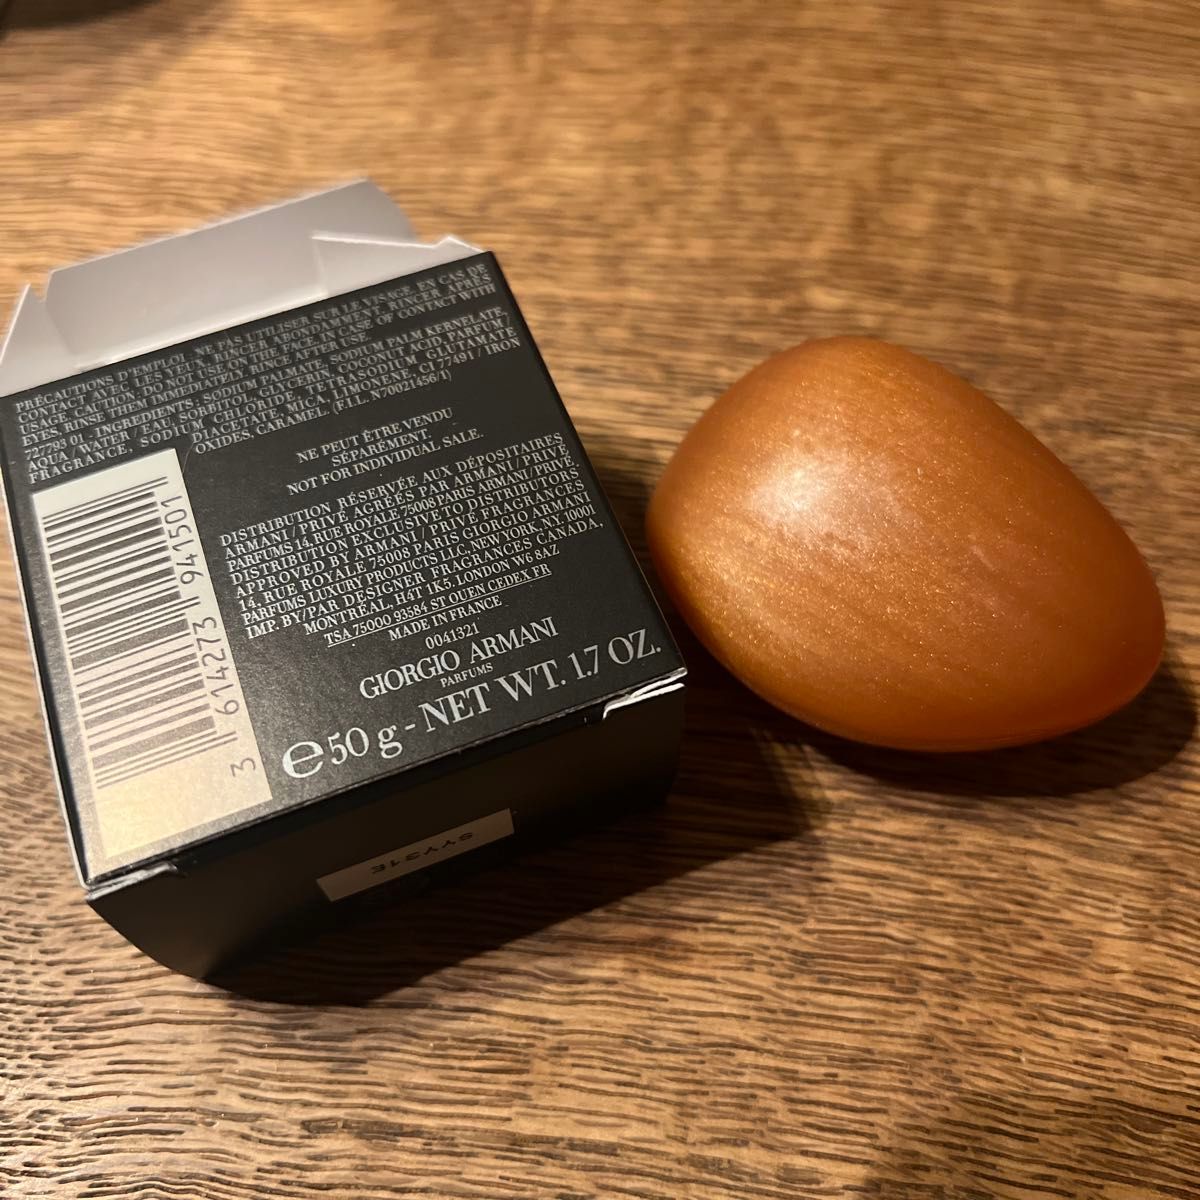 PRÉCAUTIONS D'EMPLOI : NE PAS UTILISER SUR LE VISAGE. EN CAS DE
CONTACT AVEC LES YEUX, RINCER ABONDAMMENT. RINCER APRÈS
USAGE. CAUTION: DO NOT USE ON THE FACE. IN CASE OF CONTACT WITH
EYES, RINSE THEM IMMEDIATELY. RINSE AFTER USE.
727793 01 - INGREDIENTS : SODIUM PALMATE, SODIUM PALM KERNELATE,
AQUA / WATER / EAU, SORBITOL, GLYCERIN, COCONUT ACID, PARFUM /
FRAGRANCE, SODIUM CHLORIDE, TETRASODIUM GLUTAMATE
DIACETATE, MICA, LIMONENE, CI 77491 / IRON
OXIDES, CARAMEL. (F.I.L. N70021456/1)
NE PEUT ÊTRE VENDU
SÉPARÉMENT.
NOT FOR INDIVIDUAL SALE.
DISTRIBUTION RÉSERVÉE AUX DÉPOSITAIRES
ARMANI / PRIVÉ AGRÉÉS PAR ARMANI / PRIVÉ
PARFUMS 14, RUE ROYALE 75008 PARIS ARMANI / PRIVÉ.
DISTRIBUTION EXCLUSIVE TO DISTRIBUTORS
APPROVED BY ARMANI / PRIVÉ FRAGRANCES
14, RUE ROYALE 75008 PARIS GIORGIO ARMANI
PARFUMS LUXURY PRODUCTS LLC, NEW YORK, NY 10001
IMP. BY/PAR DESIGNER FRAGRANCES CANADA,
MONTRÉAL, H4T 1K5. LONDON W6 8AZ
TSA 75000 93584 ST OUEN CEDEX FR
MADE IN FRANCE
0041321
GIORGIO ARMANI
PARFUMS
℮ 50 g - NET WT. 1.7 OZ.
3 614273 941501
SYY31E